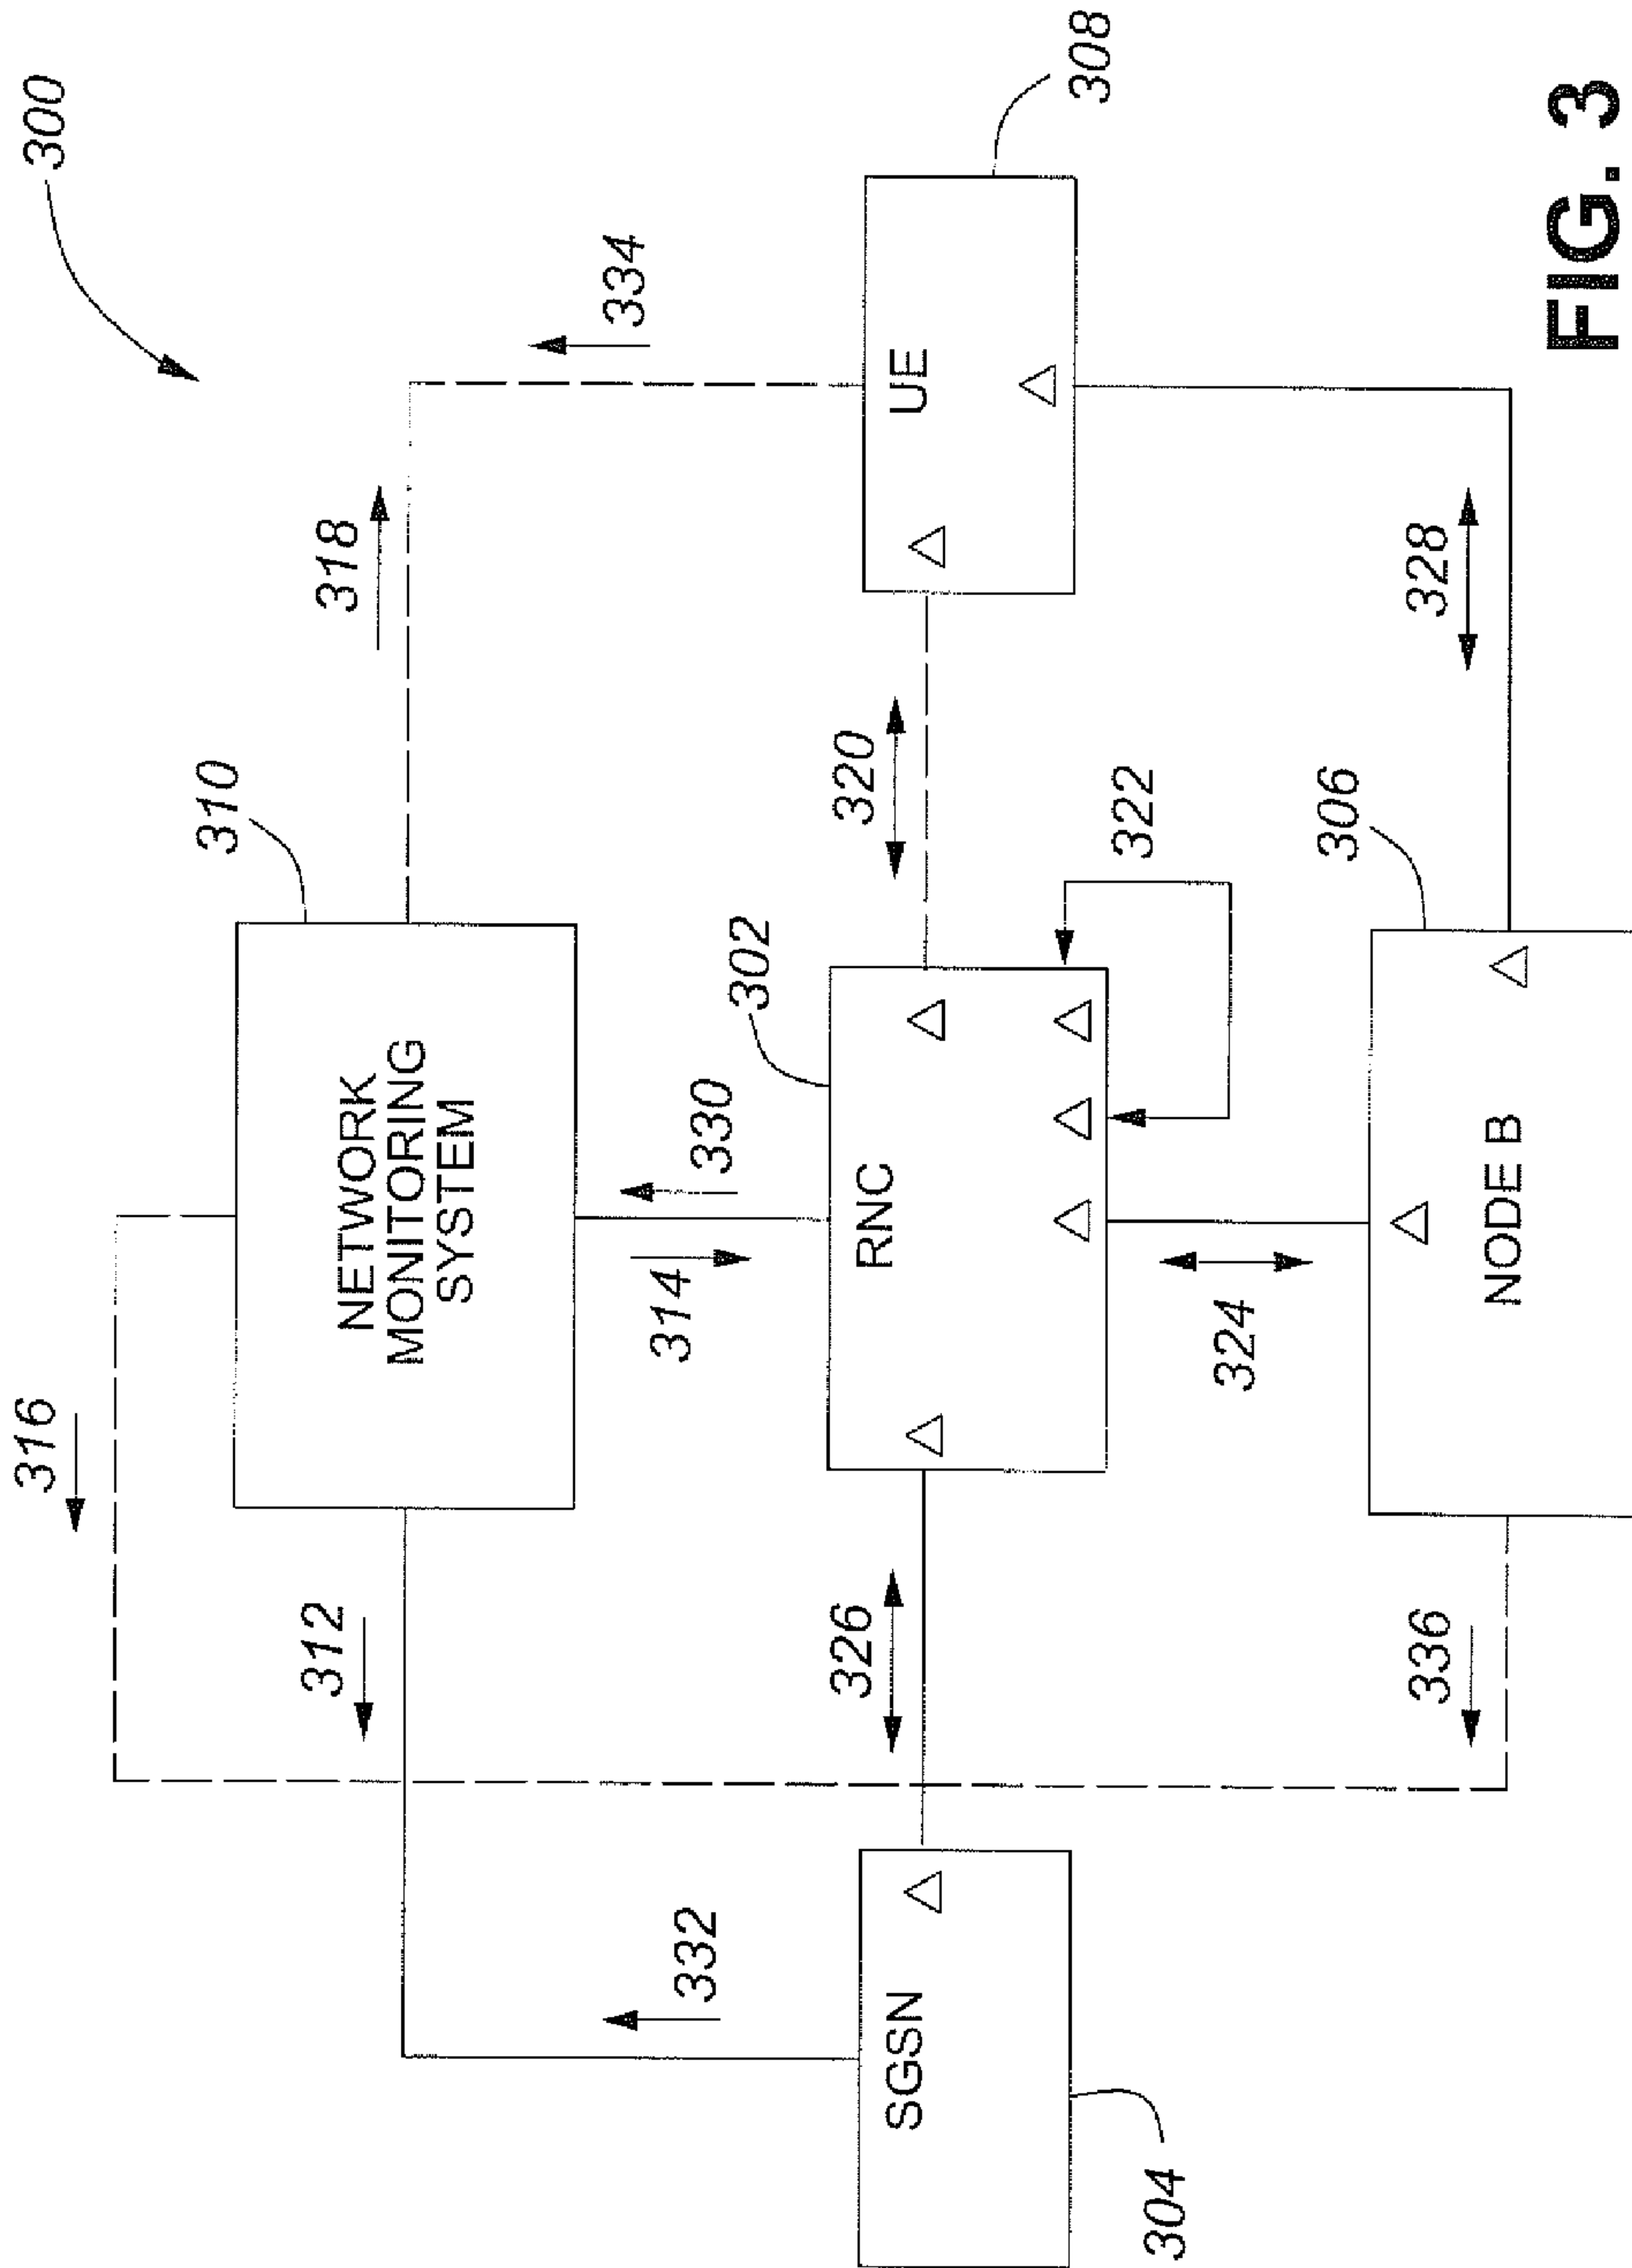 300
316
318
310
334
312
NETWORK
MONITORING
SYSTEM
332
314
330
320
308
326
302
SGSN
RNC
UE
304
322
324
306
328
336
NODE B
FIG. 3